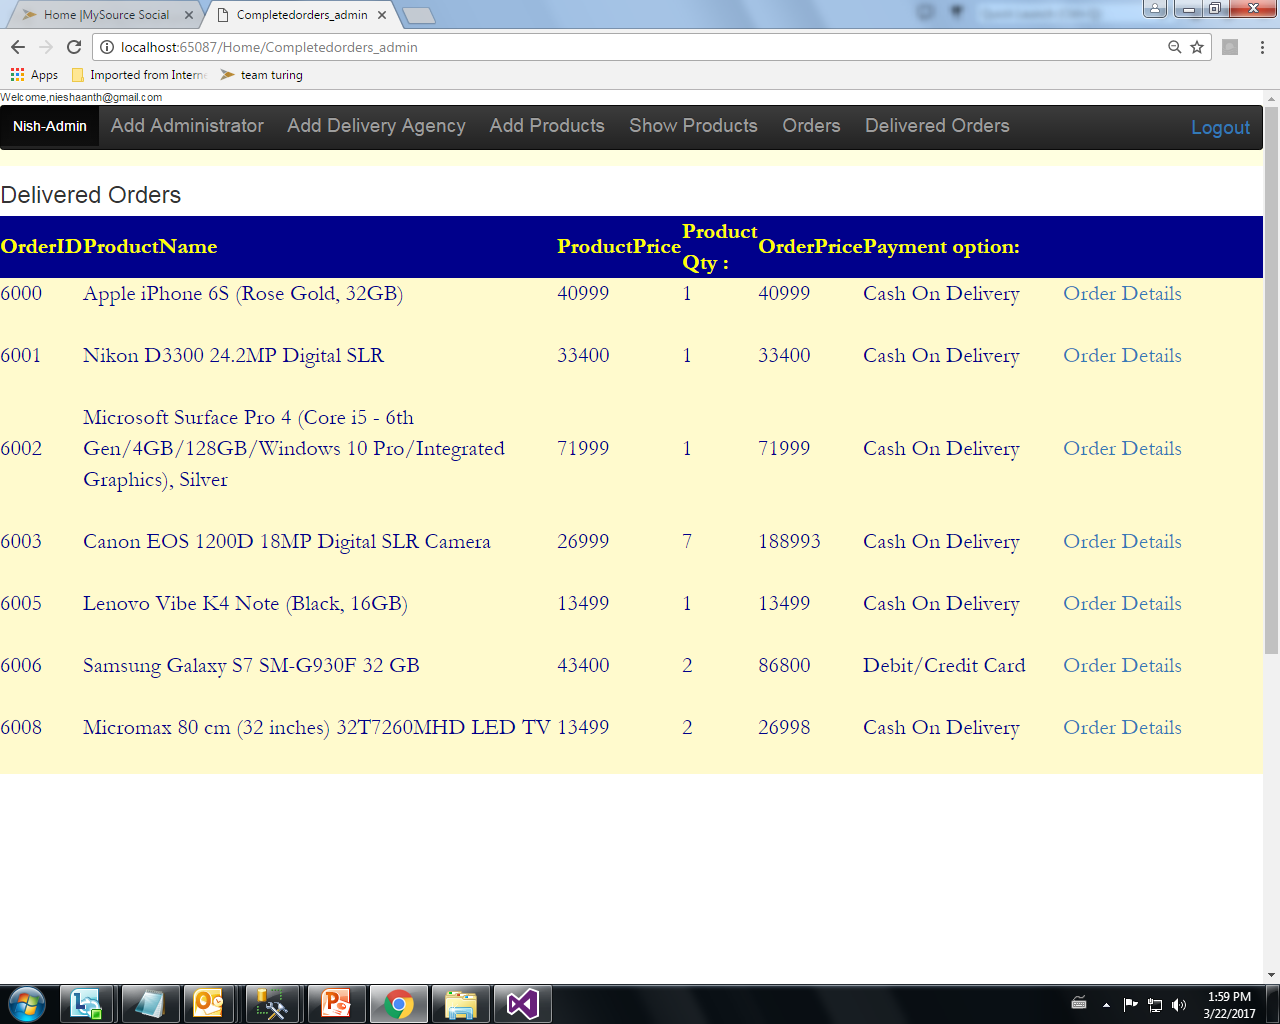 Home |MySource Social
Completedorders_admin
localhost:65087/Home/Completedorders_admin
Apps
Imported from Intern
team turing
Welcome,nieshaanth@gmail.com
Nish-Admin Add Administrator Add Delivery Agency Add Products Show Products Orders Delivered Orders Logout
Delivered Orders
OrderID ProductName ProductPrice Product Qty : OrderPrice Payment option:
6000 Apple iPhone 6S (Rose Gold, 32GB) 40999 1 40999 Cash On Delivery Order Details
6001 Nikon D3300 24.2MP Digital SLR 33400 1 33400 Cash On Delivery Order Details
Microsoft Surface Pro 4 (Core i5 - 6th
6002 Gen/4GB/128GB/Windows 10 Pro/Integrated 71999 1 71999 Cash On Delivery Order Details
Graphics), Silver
6003 Canon EOS 1200D 18MP Digital SLR Camera 26999 7 188993 Cash On Delivery Order Details
6005 Lenovo Vibe K4 Note (Black, 16GB) 13499 1 13499 Cash On Delivery Order Details
6006 Samsung Galaxy S7 SM-G930F 32 GB 43400 2 86800 Debit/Credit Card Order Details
6008 Micromax 80 cm (32 inches) 32T7260MHD LED TV 13499 2 26998 Cash On Delivery Order Details
1:59 PM
3/22/2017